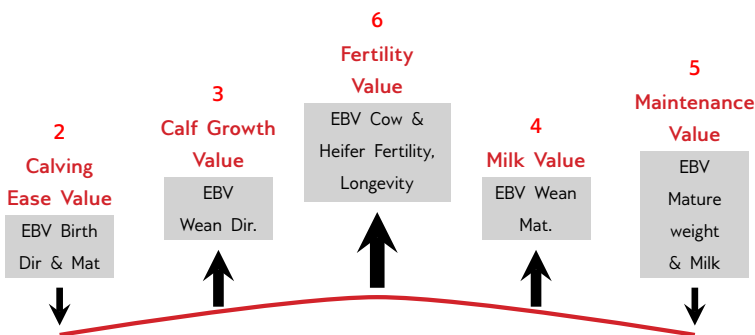 2
Calving
Ease Value
EBV Birth
Dir & Mat
3
Calf Growth
Value
EBV
Wean Dir.
6
Fertility
Value
EBV Cow &
Heifer Fertility,
Longevity
4
Milk Value
EBV Wean
Mat.
5
Maintenance
Value
EBV
Mature
weight
& Milk